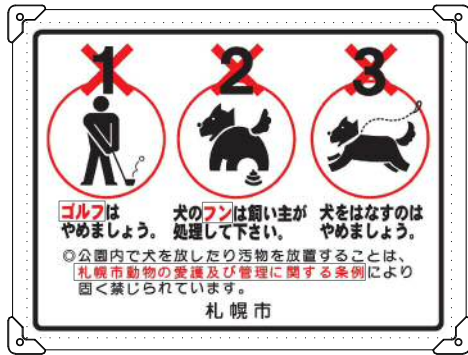 1 2 3
ゴルフは
やめましょう。
犬のフンは飼い主が
処理して下さい。
犬をはなすのは
やめましょう。
◎公園内で犬を放したり汚物を放置することは、
札幌市動物の愛護及び管理に関する条例により
固く禁じられています。
札幌市